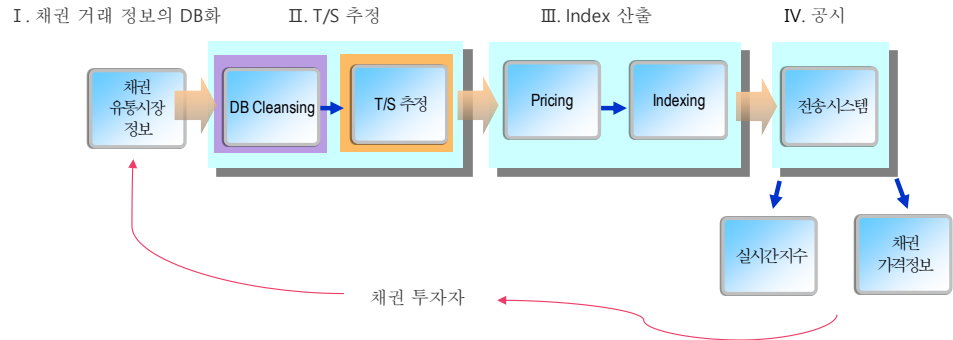 Ⅰ. 채권 거래 정보의 DB화
Ⅱ. T/S 추정
Ⅲ. Index 산출
Ⅳ. 공시
채권
유통시장
정보
DB Cleansing
T/S 추정
Pricing
Indexing
전송시스템
실시간지수
채권
가격정보
채권 투자자